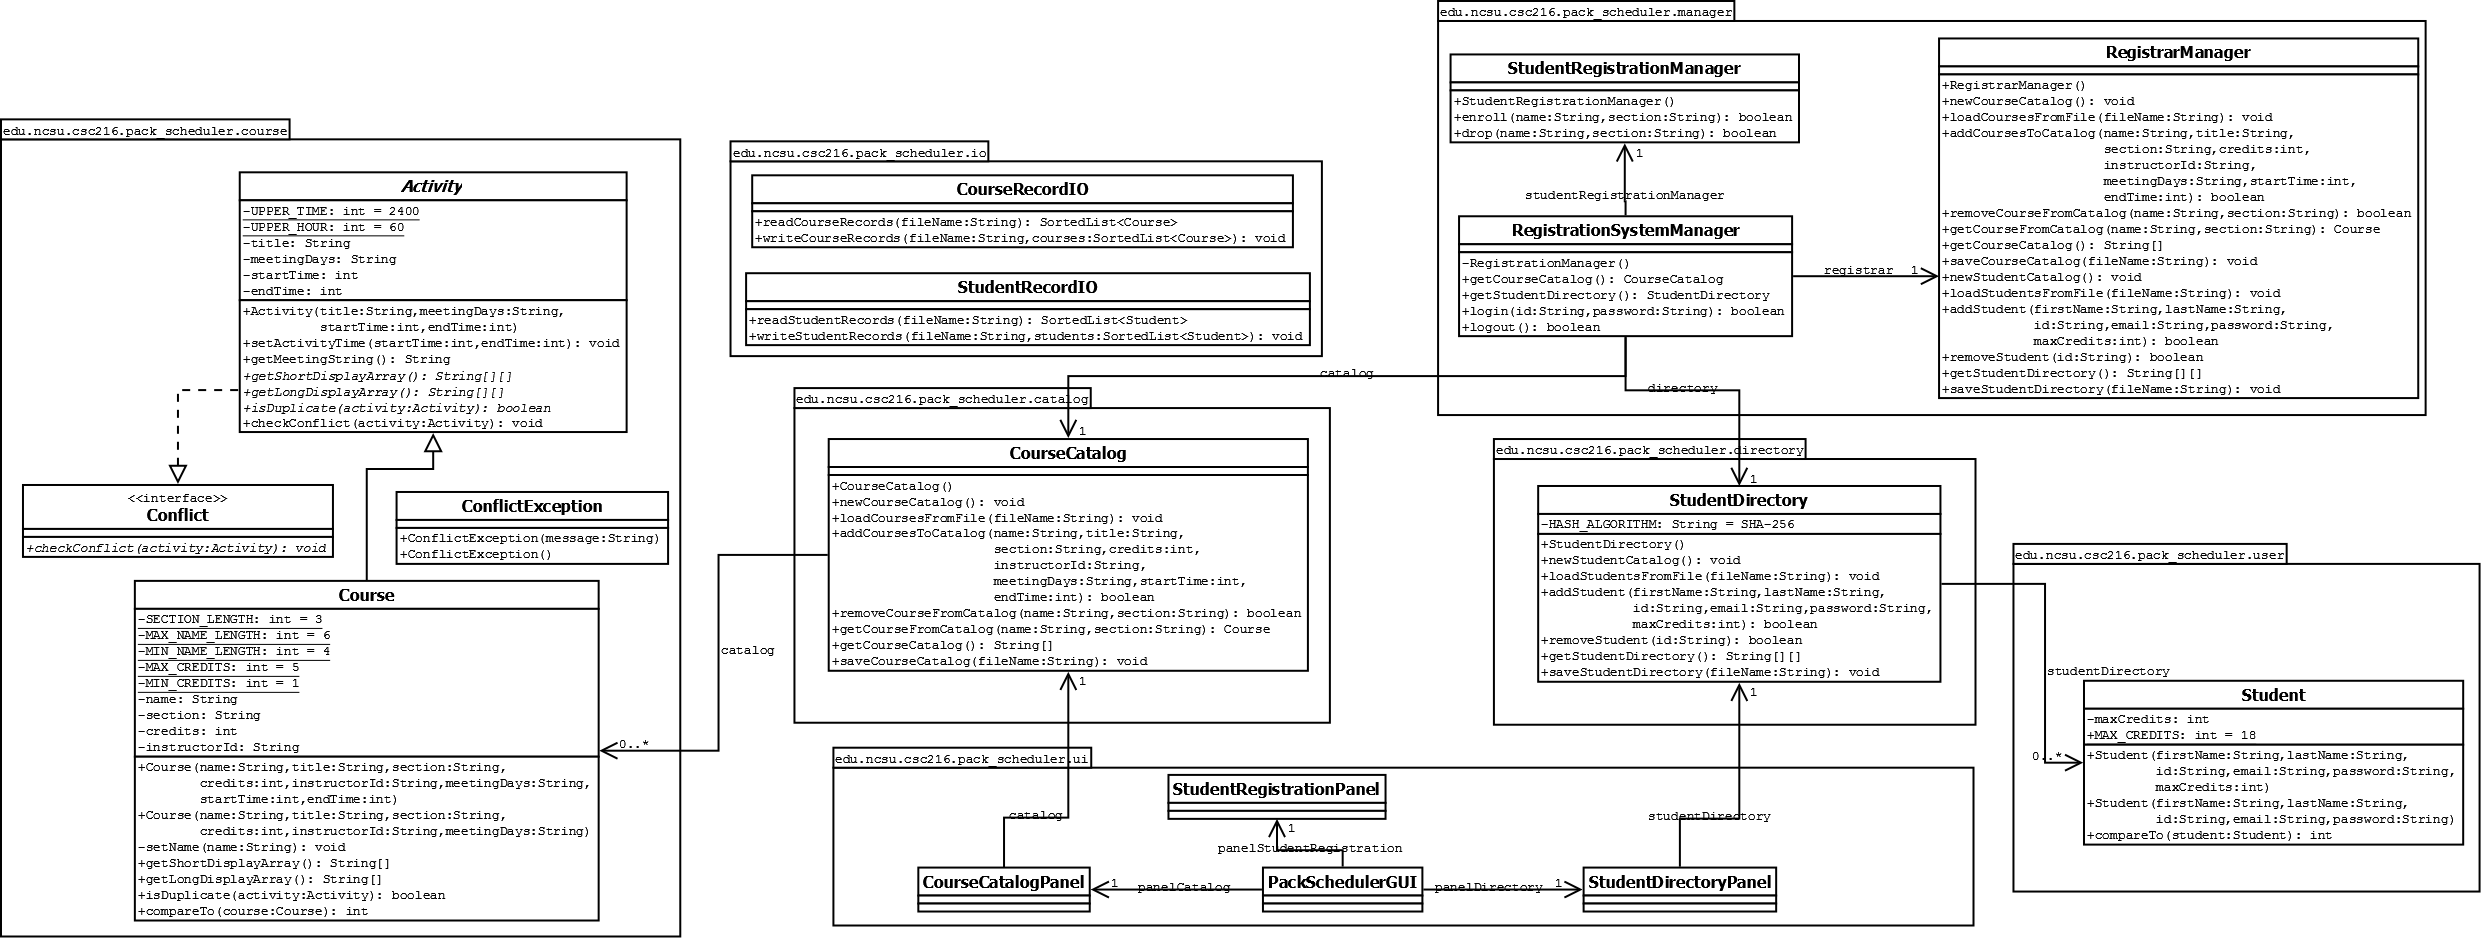 edu.ncsu.csc216.pack_scheduler.course
Activity
-UPPER_TIME: int = 2400
-UPPER_HOUR: int = 60
-title: String
-meetingDays: String
-startTime: int
-endTime: int
+Activity(title:String,meetingDays:String,
startTime:int,endTime:int)
+setActivityTime(startTime:int,endTime:int): void
+getMeetingString(): String
+getShortDisplayArray(): String[][]
+getLongDisplayArray(): String[][]
+isDuplicate(activity:Activity): boolean
+checkConflict(activity:Activity): void
<<interface>>
Conflict
+checkConflict(activity:Activity): void
ConflictException
+ConflictException(message:String)
+ConflictException()
Course
-SECTION_LENGTH: int = 3
-MAX_NAME_LENGTH: int = 6
-MIN_NAME_LENGTH: int = 4
-MAX_CREDITS: int = 5
-MIN_CREDITS: int = 1
-name: String
-section: String
-credits: int
-instructorId: String
+Course(name:String,title:String,section:String,
credits:int,instructorId:String,meetingDays:String,
startTime:int,endTime:int)
+Course(name:String,title:String,section:String,
credits:int,instructorId:String,meetingDays:String)
-setName(name:String): void
+getShortDisplayArray(): String[]
+getLongDisplayArray(): String[]
+isDuplicate(activity:Activity): boolean
+compareTo(course:Course): int
edu.ncsu.csc216.pack_scheduler.io
CourseRecordIO
+readCourseRecords(fileName:String): SortedList<Course>
+writeCourseRecords(fileName:String,courses:SortedList<Course>): void
StudentRecordIO
+readStudentRecords(fileName:String): SortedList<Student>
+writeStudentRecords(fileName:String,students:SortedList<Student>): void
edu.ncsu.csc216.pack_scheduler.manager
StudentRegistrationManager
+StudentRegistrationManager()
+enroll(name:String,section:String): boolean
+drop(name:String,section:String): boolean
1
studentRegistrationManager
RegistrationSystemManager
-RegistrationManager()
+getCourseCatalog(): CourseCatalog
+getStudentDirectory(): StudentDirectory
+login(id:String,password:String): boolean
+logout(): boolean
registrar 1
RegistrarManager
+RegistrarManager()
+newCourseCatalog(): void
+loadCoursesFromFile(fileName:String): void
+addCoursesToCatalog(name:String,title:String,
section:String,credits:int,
instructorId:String,
meetingDays:String,startTime:int,
endTime:int): boolean
+removeCourseFromCatalog(name:String,section:String): boolean
+getCourseFromCatalog(name:String,section:String): Course
+getCourseCatalog(): String[]
+saveCourseCatalog(fileName:String): void
+newStudentCatalog(): void
+loadStudentsFromFile(fileName:String): void
+addStudent(firstName:String,lastName:String,
id:String,email:String,password:String,
maxCredits:int): boolean
+removeStudent(id:String): boolean
+getStudentDirectory(): String[][]
+saveStudentDirectory(fileName:String): void
catalog
directory
edu.ncsu.csc216.pack_scheduler.catalog
1
CourseCatalog
+CourseCatalog()
+newCourseCatalog(): void
+loadCoursesFromFile(fileName:String): void
+addCoursesToCatalog(name:String,title:String,
section:String,credits:int,
instructorId:String,
meetingDays:String,startTime:int,
endTime:int): boolean
+removeCourseFromCatalog(name:String,section:String): boolean
+getCourseFromCatalog(name:String,section:String): Course
+getCourseCatalog(): String[]
+saveCourseCatalog(fileName:String): void
1
catalog
0..*
edu.ncsu.csc216.pack_scheduler.directory
1
StudentDirectory
-HASH_ALGORITHM: String = SHA-256
+StudentDirectory()
+newStudentCatalog(): void
+loadStudentsFromFile(fileName:String): void
+addStudent(firstName:String,lastName:String,
id:String,email:String,password:String,
maxCredits:int): boolean
+removeStudent(id:String): boolean
+getStudentDirectory(): String[][]
+saveStudentDirectory(fileName:String): void
1
edu.ncsu.csc216.pack_scheduler.user
studentDirectory
0..*
Student
-maxCredits: int
+MAX_CREDITS: int = 18
+Student(firstName:String,lastName:String,
id:String,email:String,password:String,
maxCredits:int)
+Student(firstName:String,lastName:String,
id:String,email:String,password:String)
+compareTo(student:Student): int
edu.ncsu.csc216.pack_scheduler.ui
StudentRegistrationPanel
catalog
1
studentDirectory
panelStudentRegistration
CourseCatalogPanel
1 panelCatalog
PackSchedulerGUI
panelDirectory 1
StudentDirectoryPanel